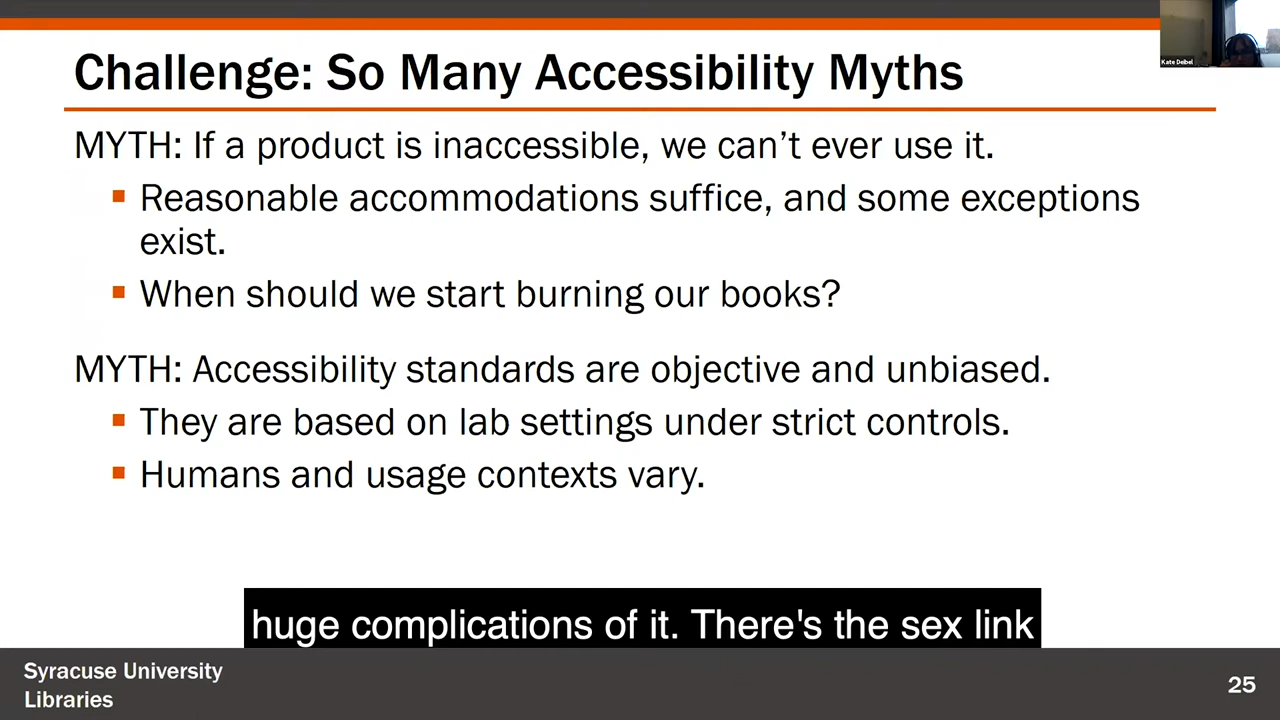 Kate Deibel
Challenge: So Many Accessibility Myths
MYTH: If a product is inaccessible, we can’t ever use it.
Reasonable accommodations suffice, and some exceptions
exist.
When should we start burning our books?
MYTH: Accessibility standards are objective and unbiased.
They are based on lab settings under strict controls.
Humans and usage contexts vary.
huge complications of it. There's the sex link
Syracuse University
Libraries
25